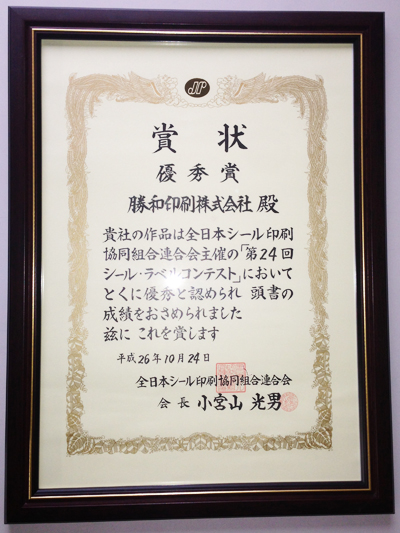 賞状
優秀賞
勝和印刷株式会社 殿
貴社の作品は全日本シール印刷
協同組合連合会主催の「第24回
シール・ラベルコンテスト」において
とくに優秀と認められ 頭書の
成績をおさめられました
茲に これを賞します
平成26年10月24日
全日本シール印刷協同組合連合会
会長 小宮山 光男